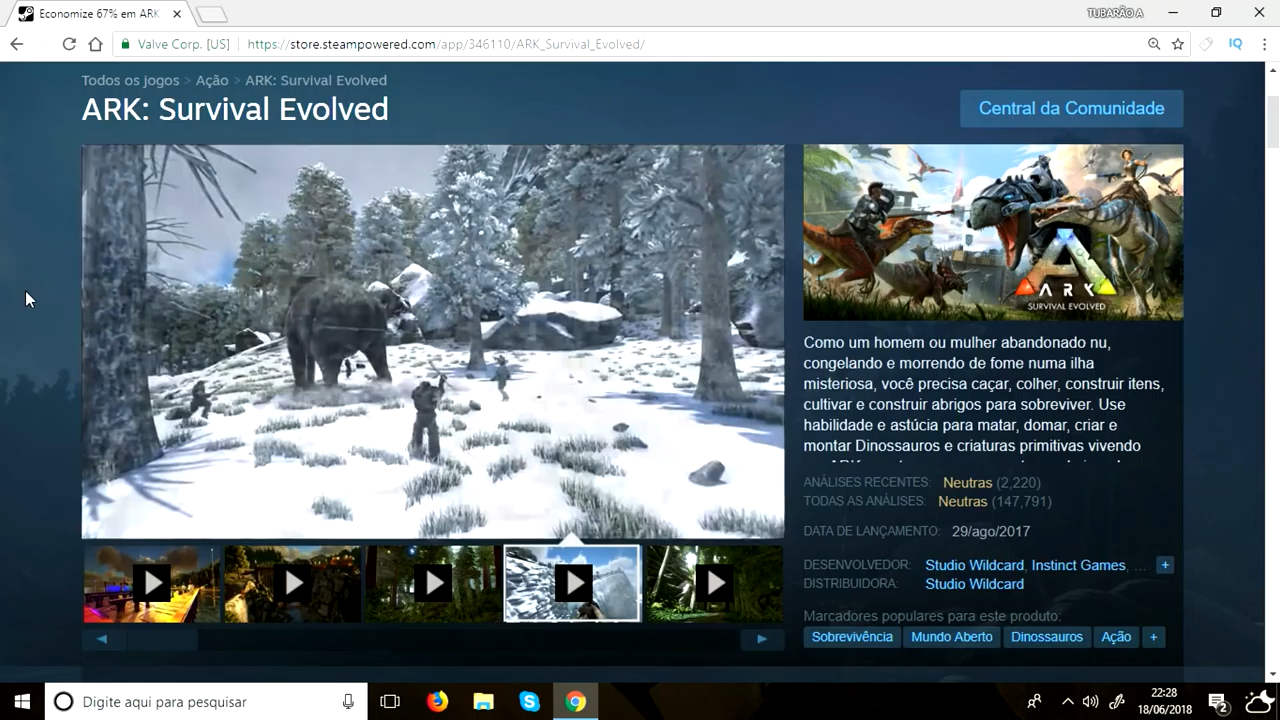 Economize 67% em ARK
TUBARÃO A
Valve Corp. [US] https://store.steampowered.com/app/346110/ARK_Survival_Evolved/
IQ
Todos os jogos > Ação > ARK: Survival Evolved
ARK: Survival Evolved
Central da Comunidade
ARK
SURVIVAL EVOLVED
Como um homem ou mulher abandonado nu,
congelando e morrendo de fome numa ilha
misteriosa, você precisa caçar, colher, construir itens,
cultivar e construir abrigos para sobreviver. Use
habilidade e astúcia para matar, domar, criar e
montar Dinossauros e criaturas primitivas vivendo
ANÁLISES RECENTES: Neutras (2,220)
TODAS AS ANÁLISES: Neutras (147,791)
DATA DE LANÇAMENTO: 29/ago/2017
DESENVOLVEDOR: Studio Wildcard, Instinct Games, ... +
DISTRIBUIDORA: Studio Wildcard
Marcadores populares para este produto:
Sobrevivência Mundo Aberto Dinossauros Ação +
Digite aqui para pesquisar
22:28
18/06/2018
2